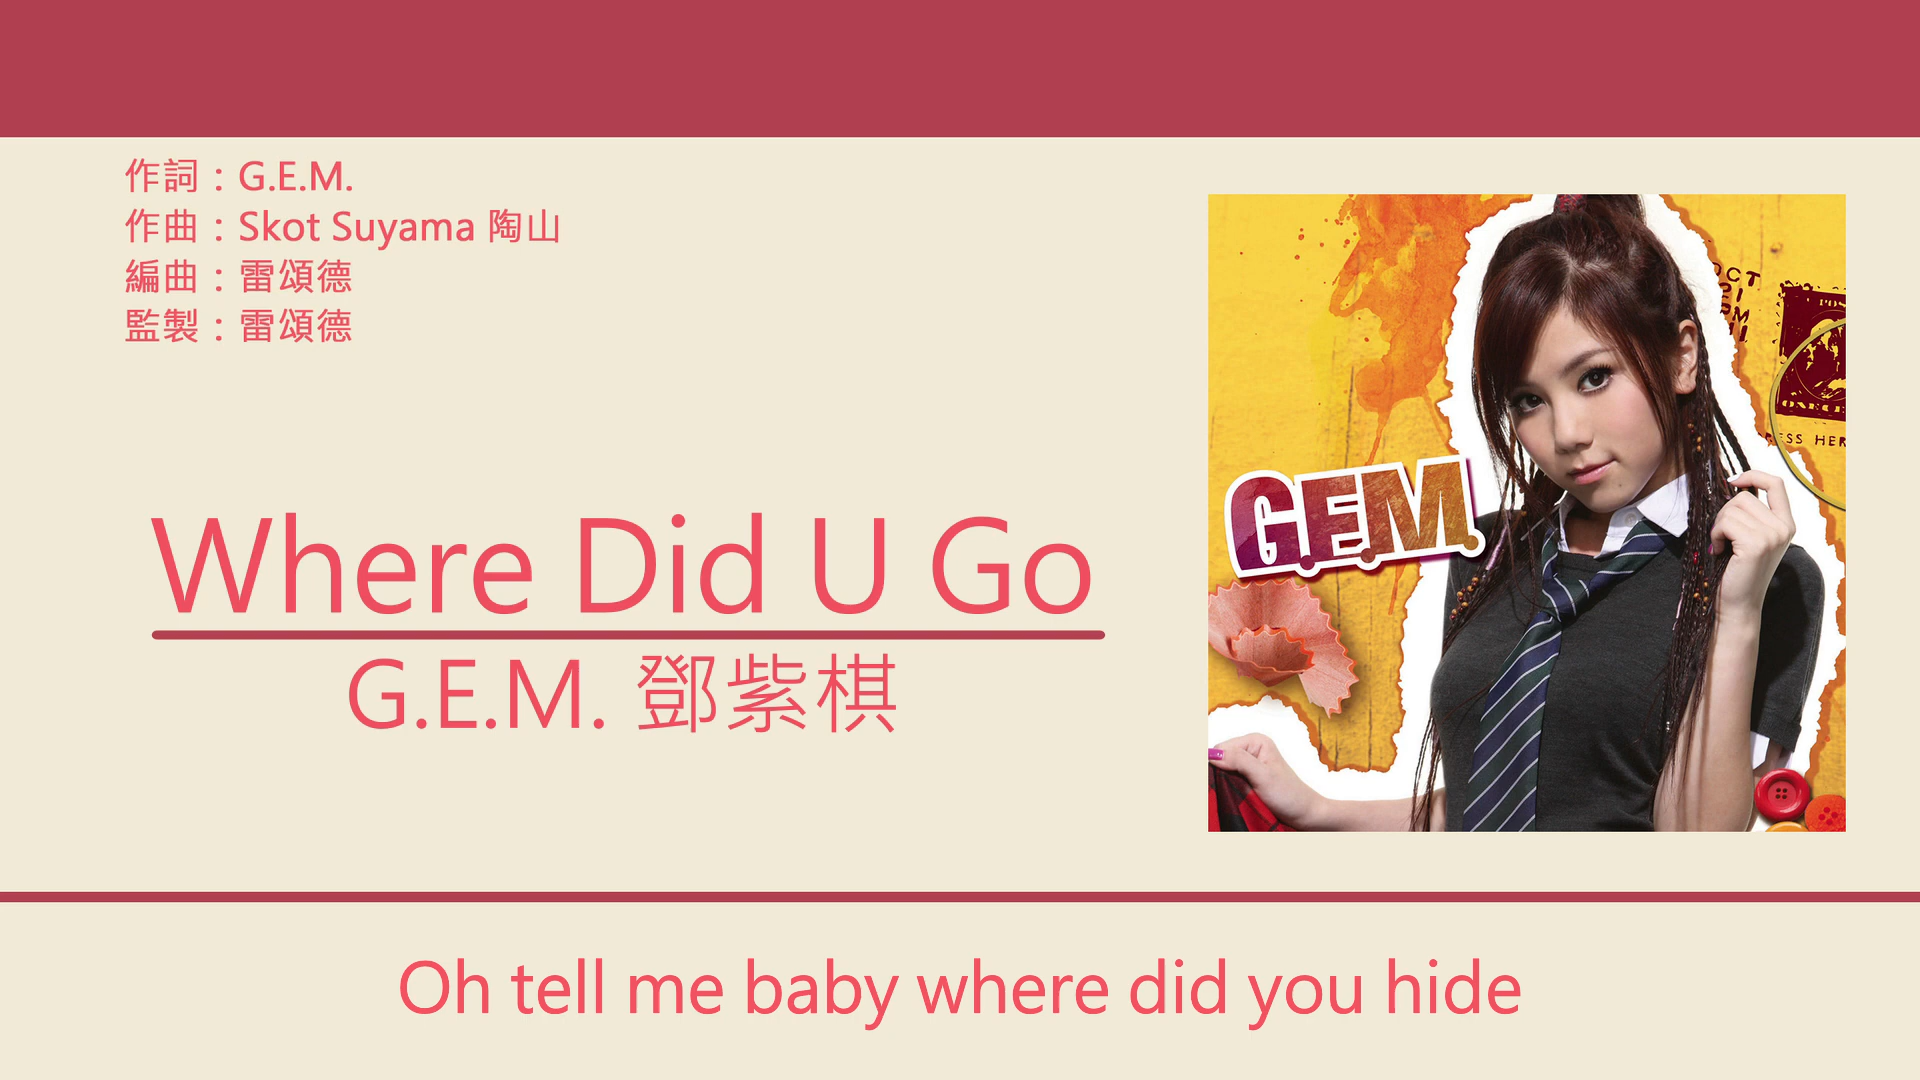 作詞：G.E.M.
作曲：Skot Suyama 陶山
編曲：雷頌德
監製：雷頌德
Where Did U Go
G.E.M. 鄧紫棋
G.E.M.
Oh tell me baby where did you hide